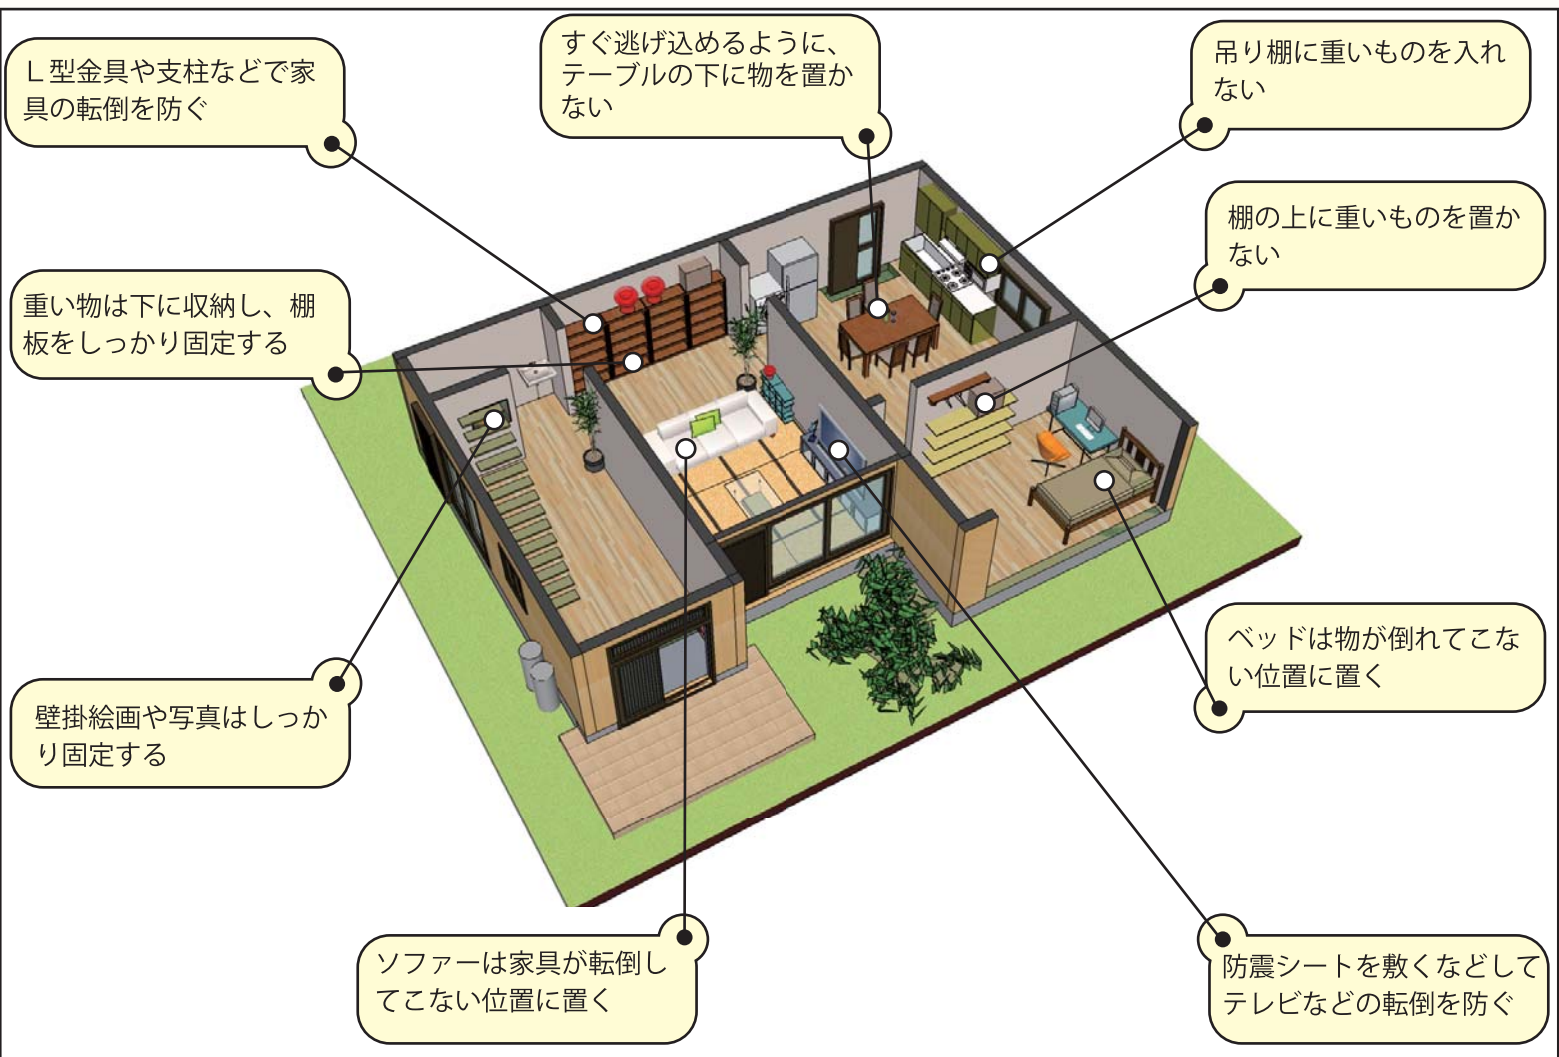 Ｌ型金具や支柱などで家
具の転倒を防ぐ
すぐ逃げ込めるように、
テーブルの下に物を置か
ない
吊り棚に重いものを入れ
ない
棚の上に重いものを置か
ない
重い物は下に収納し、棚
板をしっかり固定する
ベッドは物が倒れてこな
い位置に置く
壁掛絵画や写真はしっか
り固定する
ソファーは家具が転倒し
てこない位置に置く
防震シートを敷くなどして
テレビなどの転倒を防ぐ